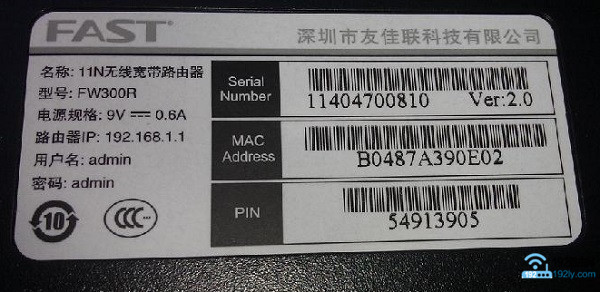 FAST®
深圳市友佳联科技有限公司
名称: 11N无线宽带路由器
型号: FW300R
电源规格: 9V⎓0.6A
路由器IP: 192.168.1.1
用户名: admin
密码: admin
10
CCC
Serial Number
11404700810 Ver:2.0
MAC Address
B0487A390E02
PIN
54913905
192
192ly.com